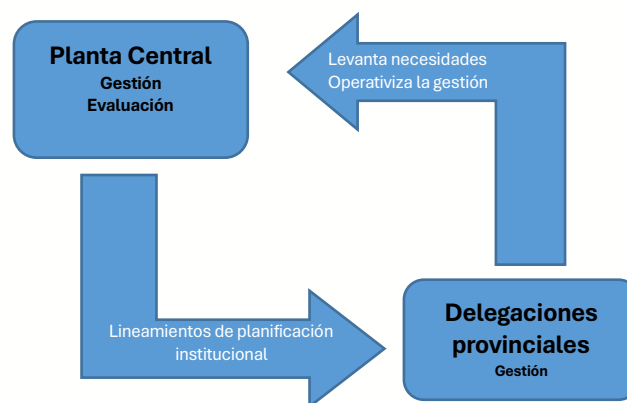 Planta Central
Gestión
Evaluación
Levanta necesidades
Operativiza la gestión
Lineamientos de planificación
institucional
Delegaciones
provinciales
Gestión